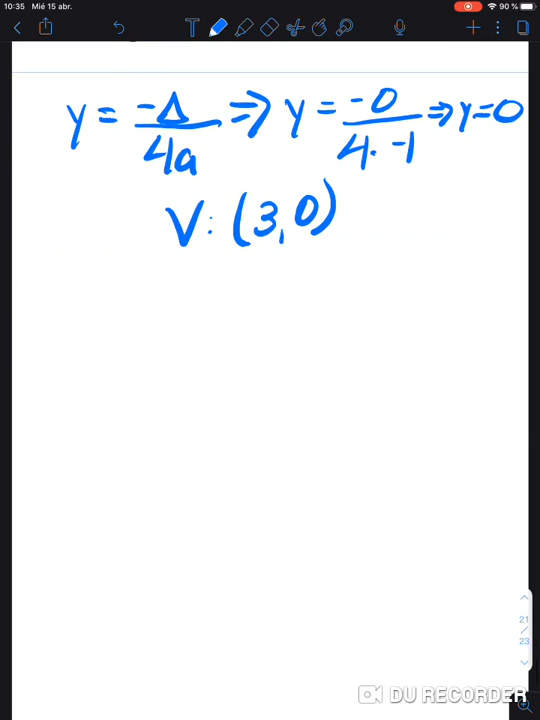 10:35 Mié 15 abr. 90 %
y = -Δ/4a ⇒ y = -0/4·-1 ⇒ y=0
V: (3,0)
21
/
23
DU RECORDER